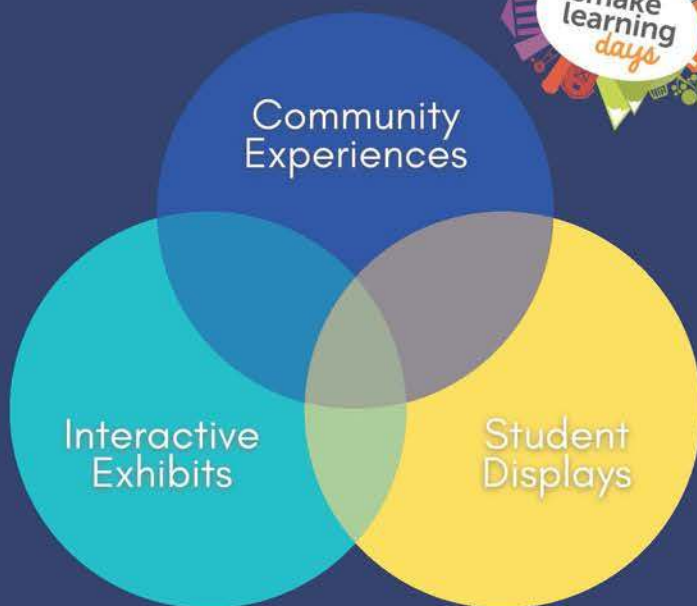 learning
days
Community
Experiences
Interactive
Exhibits
Student
Displays